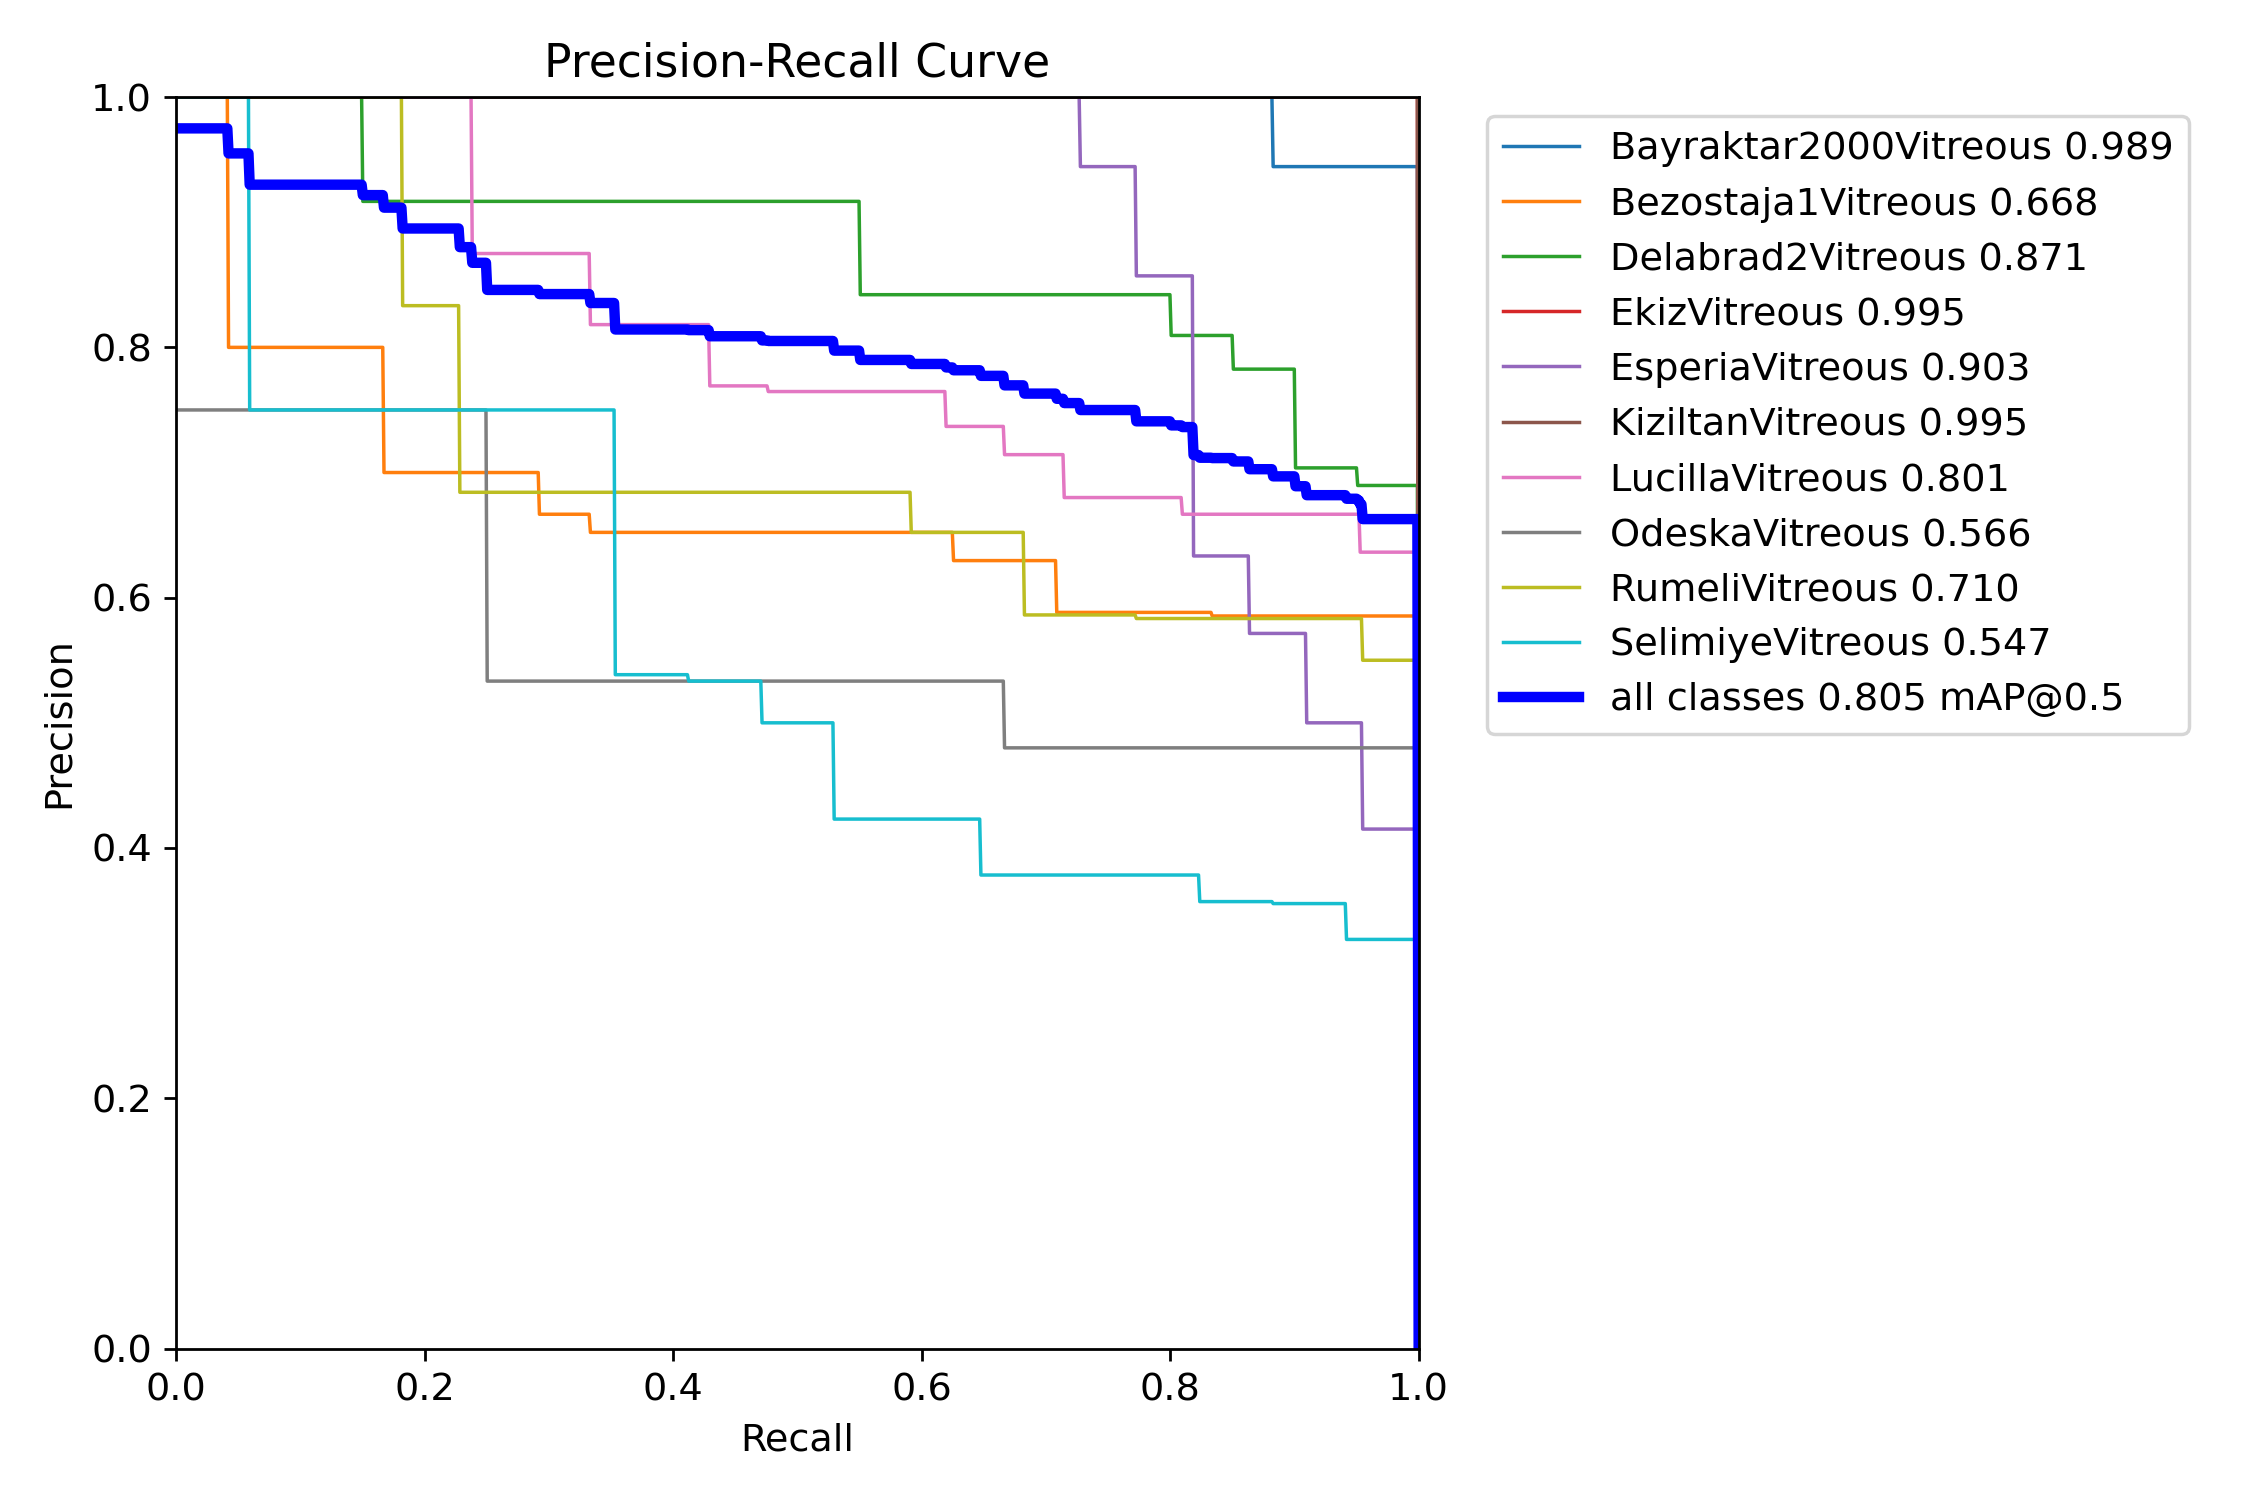 Precision-Recall Curve
1.0
0.8
0.6
0.4
0.2
0.0
Precision
0.0 0.2 0.4 0.6 0.8 1.0
Recall
Bayraktar2000Vitreous 0.989
Bezostaja1Vitreous 0.668
Delabrad2Vitreous 0.871
EkizVitreous 0.995
EsperiaVitreous 0.903
KiziltanVitreous 0.995
LucillaVitreous 0.801
OdeskaVitreous 0.566
RumeliVitreous 0.710
SelimiyeVitreous 0.547
all classes 0.805 mAP@0.5